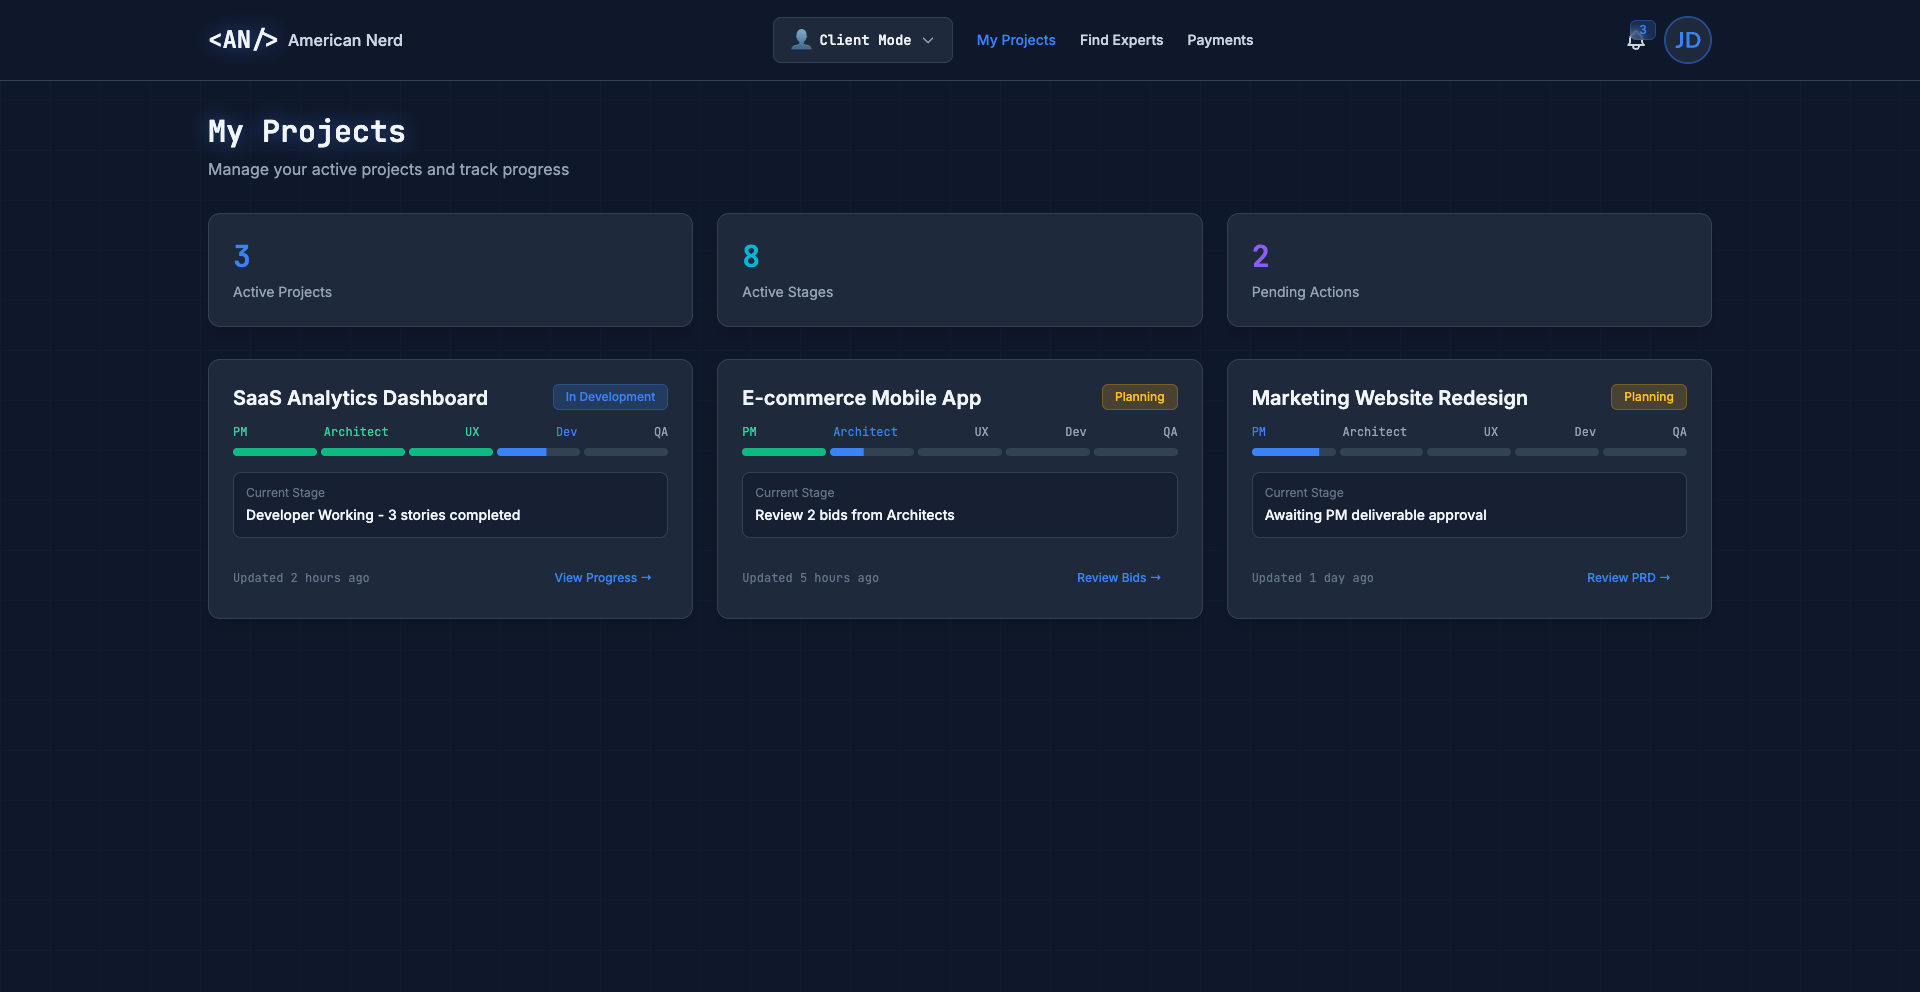 <AN/> American Nerd
Client Mode
My Projects
Find Experts
Payments
3
JD
My Projects
Manage your active projects and track progress
3
Active Projects
8
Active Stages
2
Pending Actions
SaaS Analytics Dashboard
In Development
PM Architect UX Dev QA
Current Stage
Developer Working - 3 stories completed
Updated 2 hours ago
View Progress →
E-commerce Mobile App
Planning
PM Architect UX Dev QA
Current Stage
Review 2 bids from Architects
Updated 5 hours ago
Review Bids →
Marketing Website Redesign
Planning
PM Architect UX Dev QA
Current Stage
Awaiting PM deliverable approval
Updated 1 day ago
Review PRD →